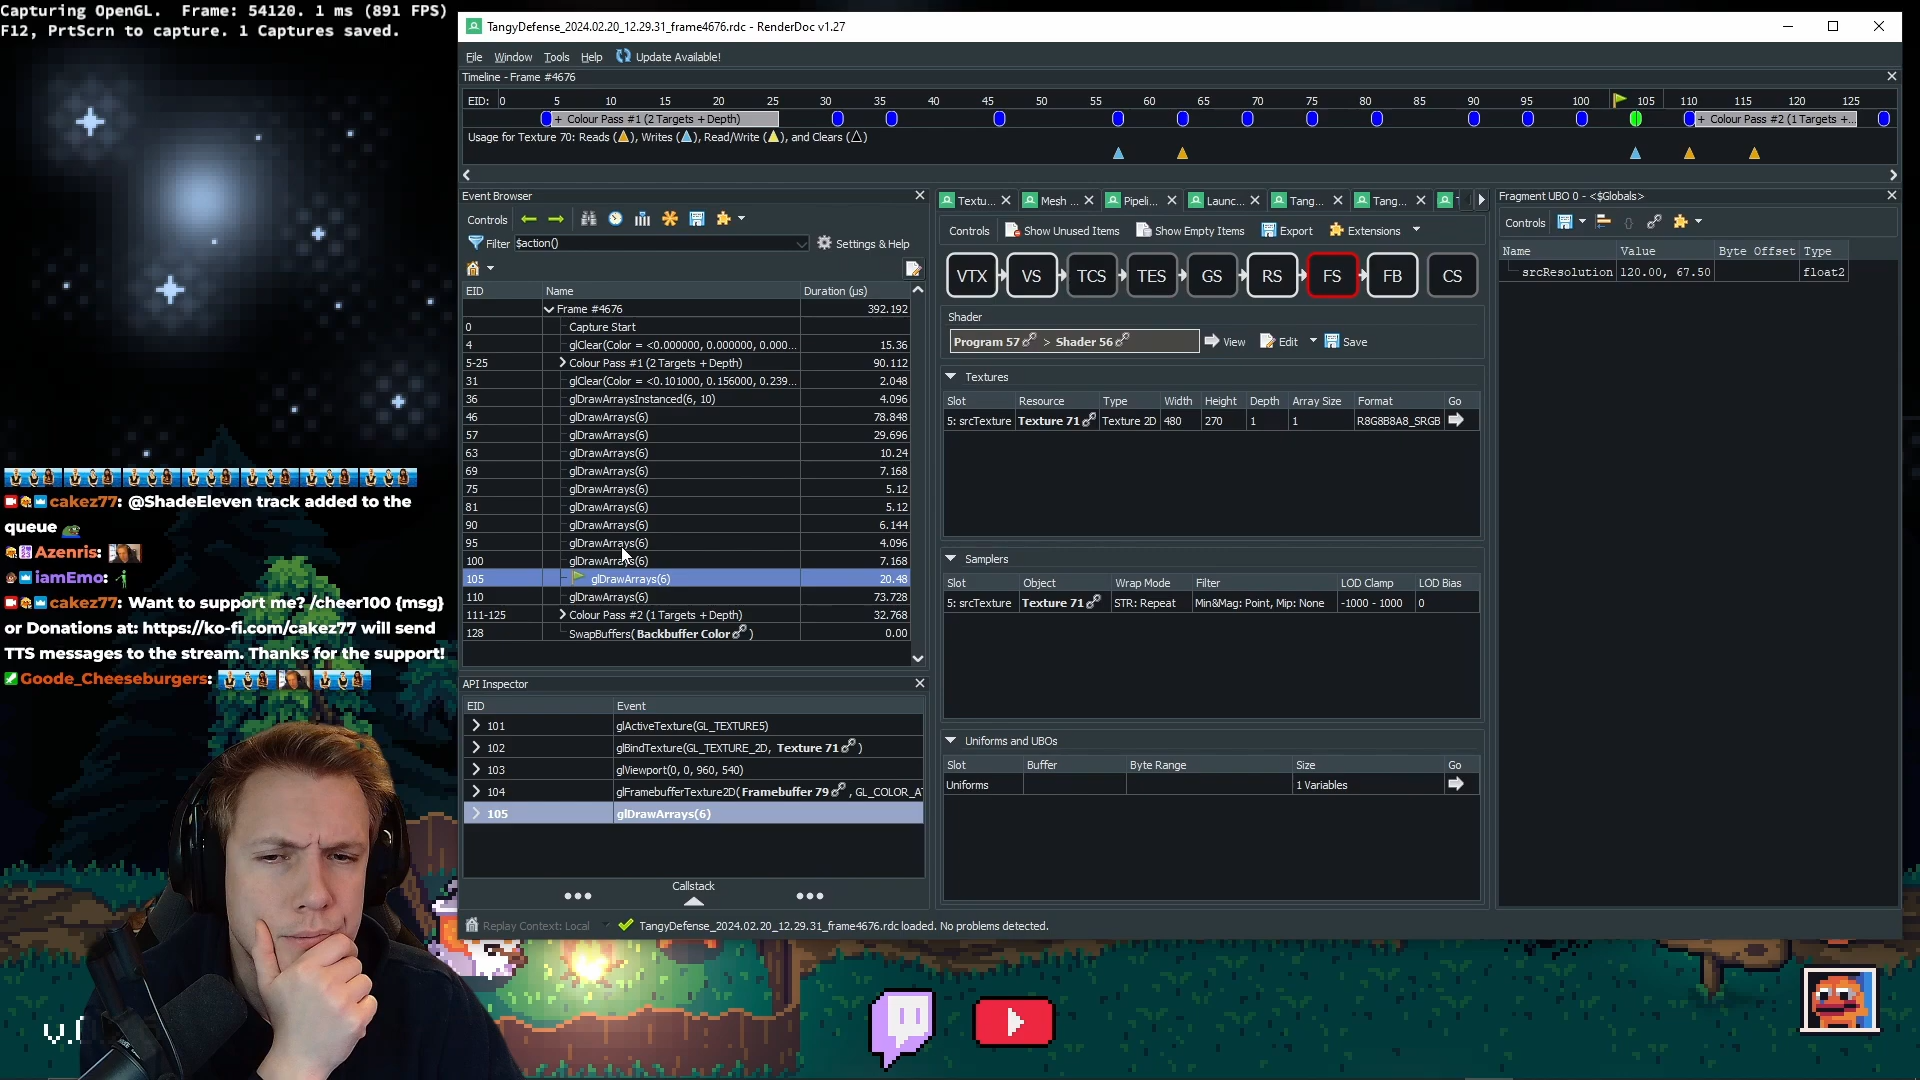 Capturing OpenGL. Frame: 54120. 1 ms (891 FPS)
F12, PrtScrn to capture. 1 Captures saved.
TangyDefense_2024.02.20_12.29.31_frame4676.rdc - RenderDoc v1.27
File Window Tools Help Update Available!
Timeline - Frame #4676
EID: 0 5 10 15 20 25 30 35 40 45 50 55 60 65 70 75 80 85 90 95 100 105 110 115 120 125
+ Colour Pass #1 (2 Targets + Depth)
+ Colour Pass #2 (1 Targets +...
Usage for Texture 70: Reads ( ), Writes ( ), Read/Write ( ), and Clears ( )
Event Browser
Controls
Filter $action() Settings & Help
EID Name Duration (µs)
Frame #4676 392.192
0 Capture Start
4 glClear(Color = <0.000000, 0.000000, 0.000... 15.36
5-25 Colour Pass #1 (2 Targets + Depth) 90.112
31 glClear(Color = <0.101000, 0.156000, 0.239... 2.048
36 glDrawArraysInstanced(6, 10) 4.096
46 glDrawArrays(6) 78.848
57 glDrawArrays(6) 29.696
63 glDrawArrays(6) 10.24
69 glDrawArrays(6) 7.168
75 glDrawArrays(6) 5.12
81 glDrawArrays(6) 5.12
90 glDrawArrays(6) 6.144
95 glDrawArrays(6) 4.096
100 glDrawArrays(6) 7.168
105 glDrawArrays(6) 20.48
110 glDrawArrays(6) 73.728
111-125 Colour Pass #2 (1 Targets + Depth) 32.768
128 SwapBuffers( Backbuffer Color ) 0.00
API Inspector
EID Event
101 glActiveTexture(GL_TEXTURE5)
102 glBindTexture(GL_TEXTURE_2D, Texture 71 )
103 glViewport(0, 0, 960, 540)
104 glFramebufferTexture2D( Framebuffer 79 , GL_COLOR_A
105 glDrawArrays(6)
Callstack
Replay Context: Local TangyDefense_2024.02.20_12.29.31_frame4676.rdc loaded. No problems detected.
Textu... Mesh ... Pipeli... Launc... Tang... Tang...
Controls Show Unused Items Show Empty Items Export Extensions
VTX VS TCS TES GS RS FS FB CS
Shader
Program 57 > Shader 56 View Edit Save
Textures
Slot Resource Type Width Height Depth Array Size Format Go
5: srcTexture Texture 71 Texture 2D 480 270 1 1 R8G8B8A8_SRGB
Samplers
Slot Object Wrap Mode Filter LOD Clamp LOD Bias
5: srcTexture Texture 71 STR: Repeat Min&Mag: Point, Mip: None -1000 - 1000 0
Uniforms and UBOs
Slot Buffer Byte Range Size Go
Uniforms 1 Variables
Fragment UBO 0 - <$Globals>
Controls
Name Value Byte Offset Type
srcResolution 120.00, 67.50 float2
cakez77: @ShadeEleven track added to the
queue
Azenris:
iamEmo:
cakez77: Want to support me? /cheer100 {msg}
or Donations at: https://ko-fi.com/cakez77 will send
TTS messages to the stream. Thanks for the support!
Goode_Cheeseburgers: